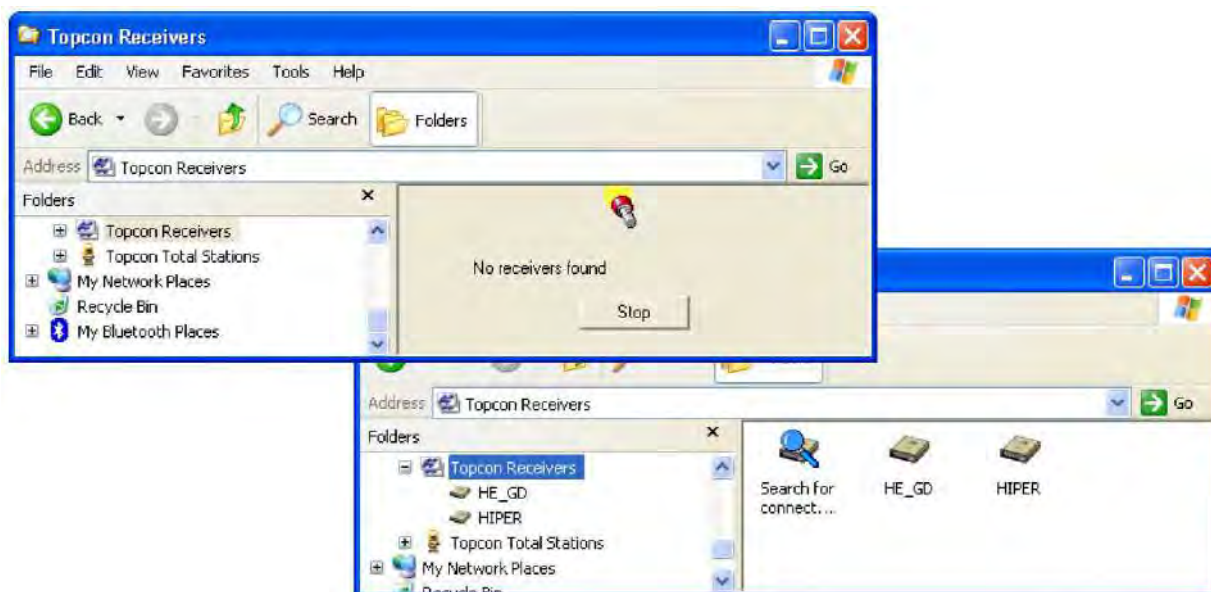 Topcon Receivers
File Edit View Favorites Tools Help
Back Search Folders
Address Topcon Receivers Go
Folders
Topcon Receivers
Topcon Total Stations
My Network Places
Recycle Bin
My Bluetooth Places
No receivers found
Stop
Address Topcon Receivers Go
Folders
Topcon Receivers
HE_GD
HIPER
Topcon Total Stations
My Network Places
Recycle Bin
Search for
connect....
HE_GD
HIPER